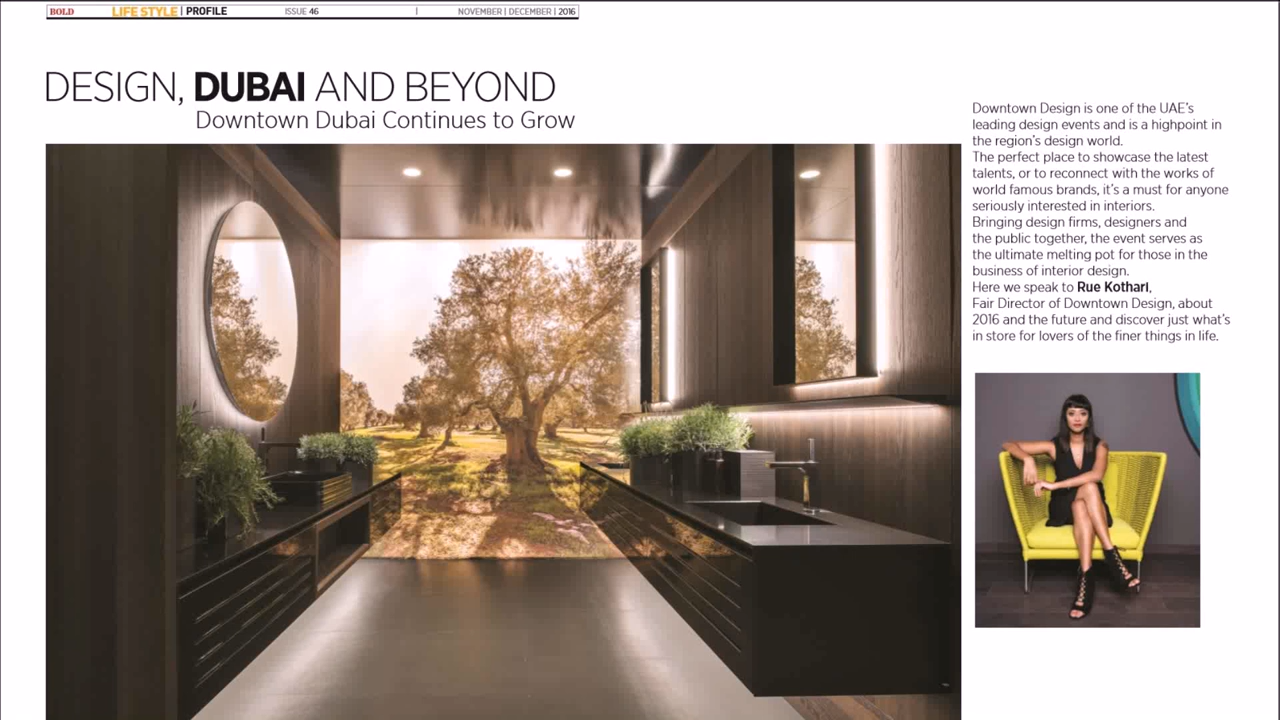 BOLD LIFE STYLE | PROFILE ISSUE 46 | NOVEMBER | DECEMBER | 2016
DESIGN, DUBAI AND BEYOND
Downtown Dubai Continues to Grow
Downtown Design is one of the UAE's
leading design events and is a highpoint in
the region's design world.
The perfect place to showcase the latest
talents, or to reconnect with the works of
world famous brands, it's a must for anyone
seriously interested in interiors.
Bringing design firms, designers and
the public together, the event serves as
the ultimate melting pot for those in the
business of interior design.
Here we speak to Rue Kothari,
Fair Director of Downtown Design, about
2016 and the future and discover just what's
in store for lovers of the finer things in life.